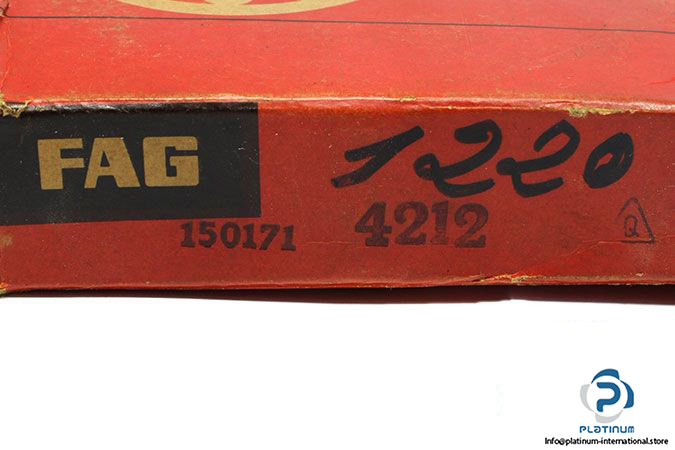 FAG
1220
150171
4212
Q
PLATINUM
Info@platinum-international.store